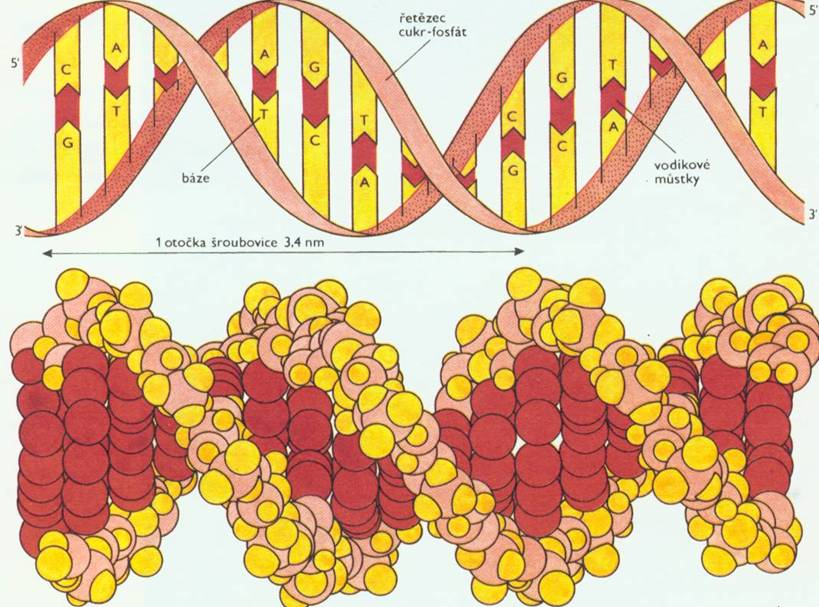 5'
3'
C
G
A
T
A
T
G
C
T
A
C
G
G
C
T
A
A
T
5'
3'
řetězec
cukr-fosfát
báze
vodíkové
můstky
1 otočka šroubovice 3,4 nm